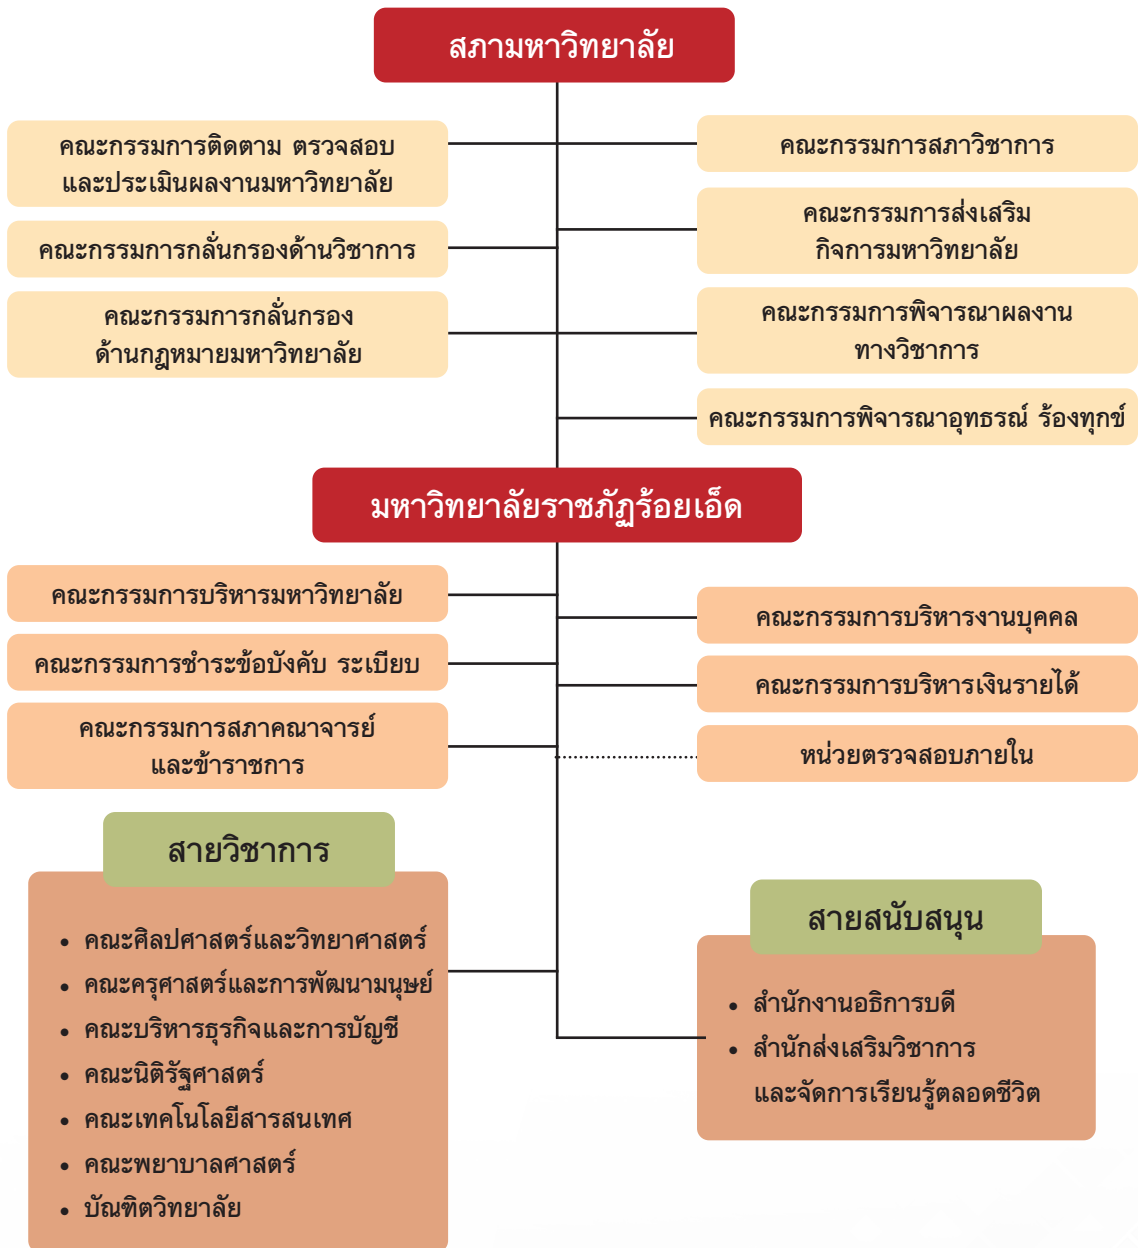 สภามหาวิทยาลัย
คณะกรรมการติดตาม ตรวจสอบ
และประเมินผลงานมหาวิทยาลัย
คณะกรรมการกลั่นกรองด้านวิชาการ
คณะกรรมการกลั่นกรอง
ด้านกฎหมายมหาวิทยาลัย
คณะกรรมการสภาวิชาการ
คณะกรรมการส่งเสริม
กิจการมหาวิทยาลัย
คณะกรรมการพิจารณาผลงาน
ทางวิชาการ
คณะกรรมการพิจารณาอุทธรณ์ ร้องทุกข์
มหาวิทยาลัยราชภัฏร้อยเอ็ด
คณะกรรมการบริหารมหาวิทยาลัย
คณะกรรมการชำระข้อบังคับ ระเบียบ
คณะกรรมการสภาคณาจารย์
และข้าราชการ
คณะกรรมการบริหารงานบุคคล
คณะกรรมการบริหารเงินรายได้
หน่วยตรวจสอบภายใน
สายวิชาการ
• คณะศิลปศาสตร์และวิทยาศาสตร์
• คณะครุศาสตร์และการพัฒนามนุษย์
• คณะบริหารธุรกิจและการบัญชี
• คณะนิติรัฐศาสตร์
• คณะเทคโนโลยีสารสนเทศ
• คณะพยาบาลศาสตร์
• บัณฑิตวิทยาลัย
สายสนับสนุน
• สำนักงานอธิการบดี
• สำนักส่งเสริมวิชาการ
และจัดการเรียนรู้ตลอดชีวิต